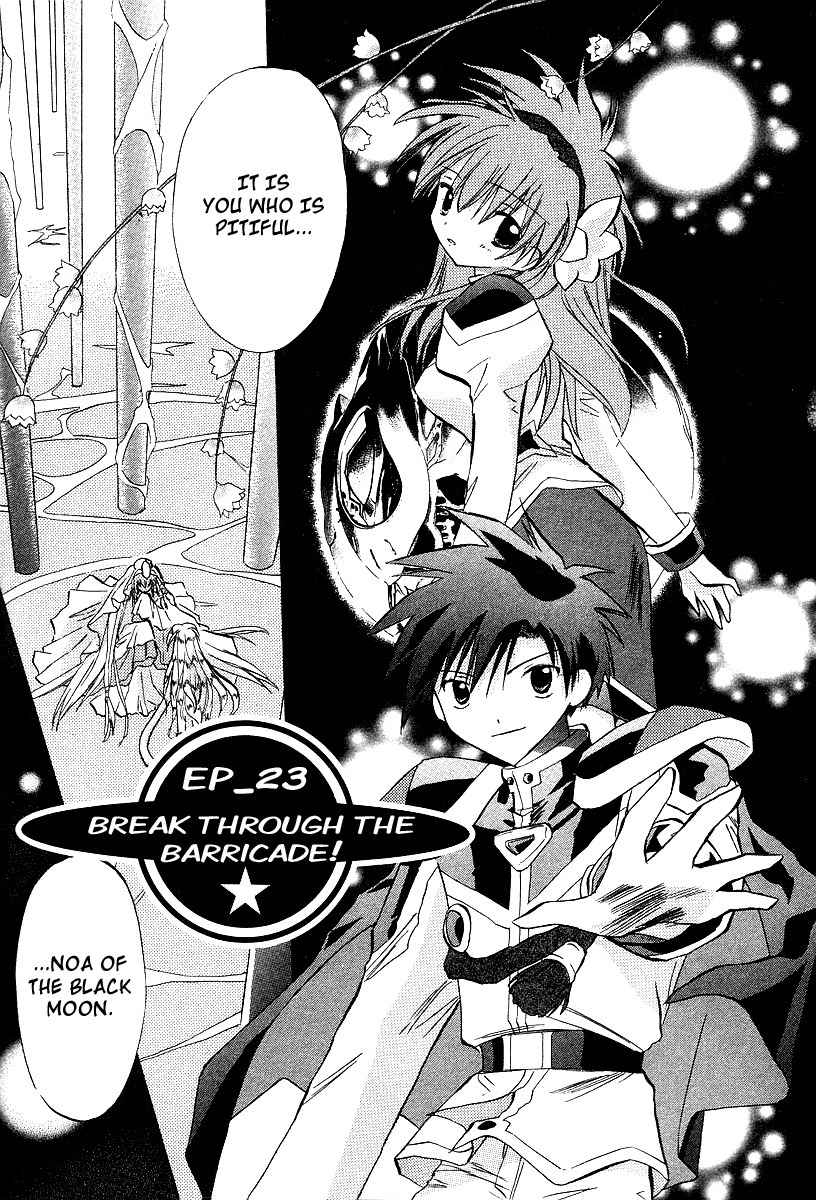 IT IS
YOU WHO IS
PITIFUL...
EP_23
BREAK THROUGH THE
BARRICADE!
...NOA OF
THE BLACK
MOON.